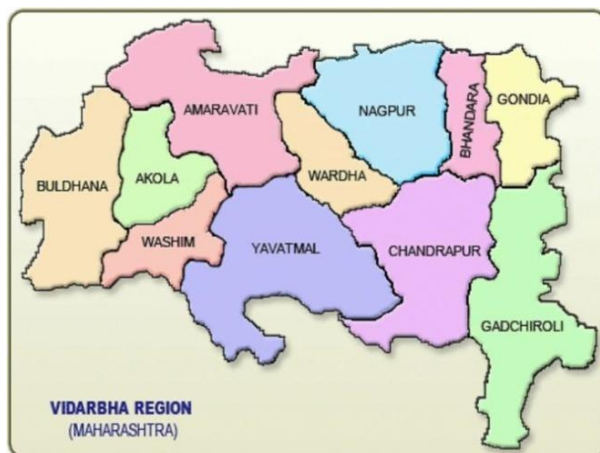 AMARAVATI
NAGPUR
BHANDARA
GONDIA
BULDHANA
AKOLA
WARDHA
WASHIM
YAVATMAL
CHANDRAPUR
GADCHIROLI
VIDARBHA REGION
(MAHARASHTRA)